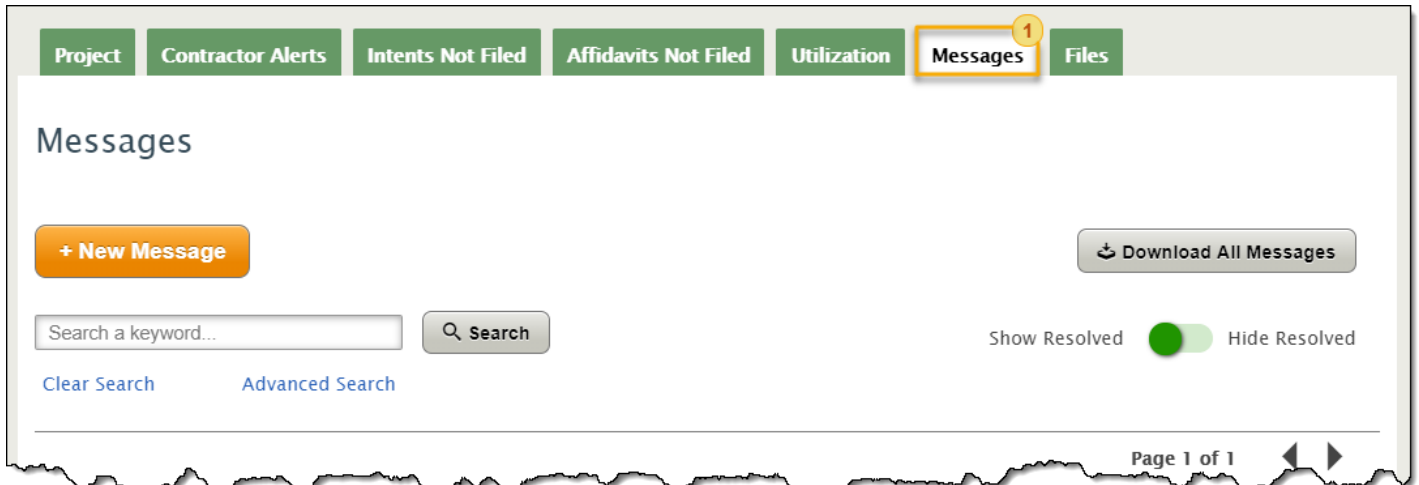 1
Project Contractor Alerts Intents Not Filed Affidavits Not Filed Utilization Messages Files
Messages
+ New Message Download All Messages
Search a keyword... Search Show Resolved Hide Resolved
Clear Search Advanced Search
Page 1 of 1